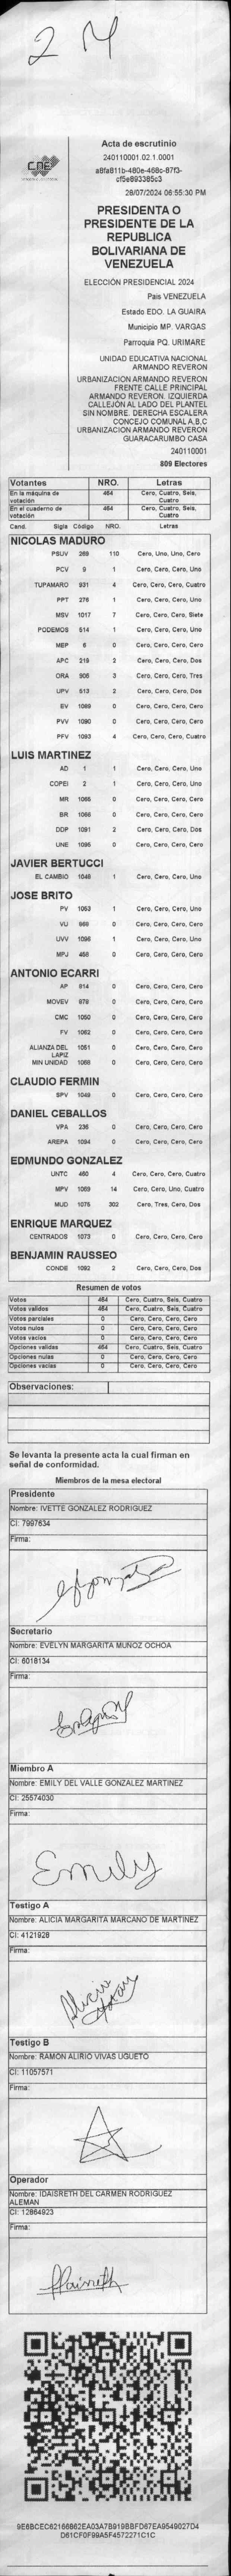 2 M
CNE
Acta de escrutinio
240110001.02.1.0001
a8fa811b-480e-468c-87f3-
cf5e893385c3
28/07/2024 06:55:30 PM
PRESIDENTA O
PRESIDENTE DE LA
REPUBLICA
BOLIVARIANA DE
VENEZUELA
ELECCIÓN PRESIDENCIAL 2024
Pais VENEZUELA
Estado EDO. LA GUAIRA
Municipio MP. VARGAS
Parroquia PQ. URIMARE
UNIDAD EDUCATIVA NACIONAL
ARMANDO REVERON
URBANIZACIÓN ARMANDO REVERON
FRENTE CALLE PRINCIPAL
ARMANDO REVERON. IZQUIERDA
CALLEJÓN AL LADO DEL PLANTEL
SIN NOMBRE. DERECHA ESCALERA
CONCEJO COMUNAL A,B,C
URBANIZACIÓN ARMANDO REVERON
GUARACARUMBO CASA
240110001
809 Electores
Votantes NRO. Letras
En la máquina de votación 464 Cero, Cuatro, Seis, Cuatro
En el cuaderno de votación 464 Cero, Cuatro, Seis, Cuatro
Cand. Sigla Código NRO. Letras
NICOLAS MADURO
PSUV 269 110 Cero, Uno, Uno, Cero
PCV 9 1 Cero, Cero, Cero, Uno
TUPAMARO 931 4 Cero, Cero, Cero, Cuatro
PPT 276 1 Cero, Cero, Cero, Uno
MSV 1017 7 Cero, Cero, Cero, Siete
PODEMOS 514 1 Cero, Cero, Cero, Uno
MEP 6 0 Cero, Cero, Cero, Cero
APC 219 2 Cero, Cero, Cero, Dos
ORA 906 3 Cero, Cero, Cero, Tres
UPV 513 2 Cero, Cero, Cero, Dos
EV 1089 0 Cero, Cero, Cero, Cero
PVV 1090 0 Cero, Cero, Cero, Cero
PFV 1093 4 Cero, Cero, Cero, Cuatro
LUIS MARTINEZ
AD 1 1 Cero, Cero, Cero, Uno
COPEI 2 1 Cero, Cero, Cero, Uno
MR 1065 0 Cero, Cero, Cero, Cero
BR 1066 0 Cero, Cero, Cero, Cero
DDP 1091 2 Cero, Cero, Cero, Dos
UNE 1095 0 Cero, Cero, Cero, Cero
JAVIER BERTUCCI
EL CAMBIO 1046 1 Cero, Cero, Cero, Uno
JOSE BRITO
PV 1053 1 Cero, Cero, Cero, Uno
VU 969 0 Cero, Cero, Cero, Cero
UVV 1096 1 Cero, Cero, Cero, Uno
MPJ 468 0 Cero, Cero, Cero, Cero
ANTONIO ECARRI
AP 914 0 Cero, Cero, Cero, Cero
MOVEV 979 0 Cero, Cero, Cero, Cero
CMC 1050 0 Cero, Cero, Cero, Cero
FV 1052 0 Cero, Cero, Cero, Cero
ALIANZA DEL LAPIZ 1051 0 Cero, Cero, Cero, Cero
MIN UNIDAD 1068 0 Cero, Cero, Cero, Cero
CLAUDIO FERMIN
SPV 1049 0 Cero, Cero, Cero, Cero
DANIEL CEBALLOS
VPA 236 0 Cero, Cero, Cero, Cero
AREPA 1094 0 Cero, Cero, Cero, Cero
EDMUNDO GONZALEZ
UNTC 460 4 Cero, Cero, Cero, Cuatro
MPV 1069 14 Cero, Cero, Uno, Cuatro
MUD 1075 302 Cero, Tres, Cero, Dos
ENRIQUE MARQUEZ
CENTRADOS 1073 0 Cero, Cero, Cero, Cero
BENJAMIN RAUSSEO
CONDE 1092 2 Cero, Cero, Cero, Dos
Resumen de votos
Votos 464 Cero, Cuatro, Seis, Cuatro
Votos validos 464 Cero, Cuatro, Seis, Cuatro
Votos parciales 0 Cero, Cero, Cero, Cero
Votos nulos 0 Cero, Cero, Cero, Cero
Votos vacios 0 Cero, Cero, Cero, Cero
Opciones validas 464 Cero, Cuatro, Seis, Cuatro
Opciones nulas 0 Cero, Cero, Cero, Cero
Opciones vacias 0 Cero, Cero, Cero, Cero
Observaciones:
Se levanta la presente acta la cual firman en
señal de conformidad.
Miembros de la mesa electoral
Presidente
Nombre: IVETTE GONZALEZ RODRIGUEZ
CI: 7997634
Firma:
Secretario
Nombre: EVELYN MARGARITA MUÑOZ OCHOA
CI: 6018134
Firma:
Miembro A
Nombre: EMILY DEL VALLE GONZALEZ MARTINEZ
CI: 25574030
Firma:
Emily
Testigo A
Nombre: ALICIA MARGARITA MARCANO DE MARTINEZ
CI: 4121928
Firma:
Testigo B
Nombre: RAMON ALIRIO VIVAS UGUETO
CI: 11057571
Firma:
Operador
Nombre: IDAISRETH DEL CARMEN RODRIGUEZ
ALEMAN
CI: 12864923
Firma:
9E6BCEC62166862EA03A7B919BBFD67EA9549027D4
D61CF0F99A5F4572271C1C